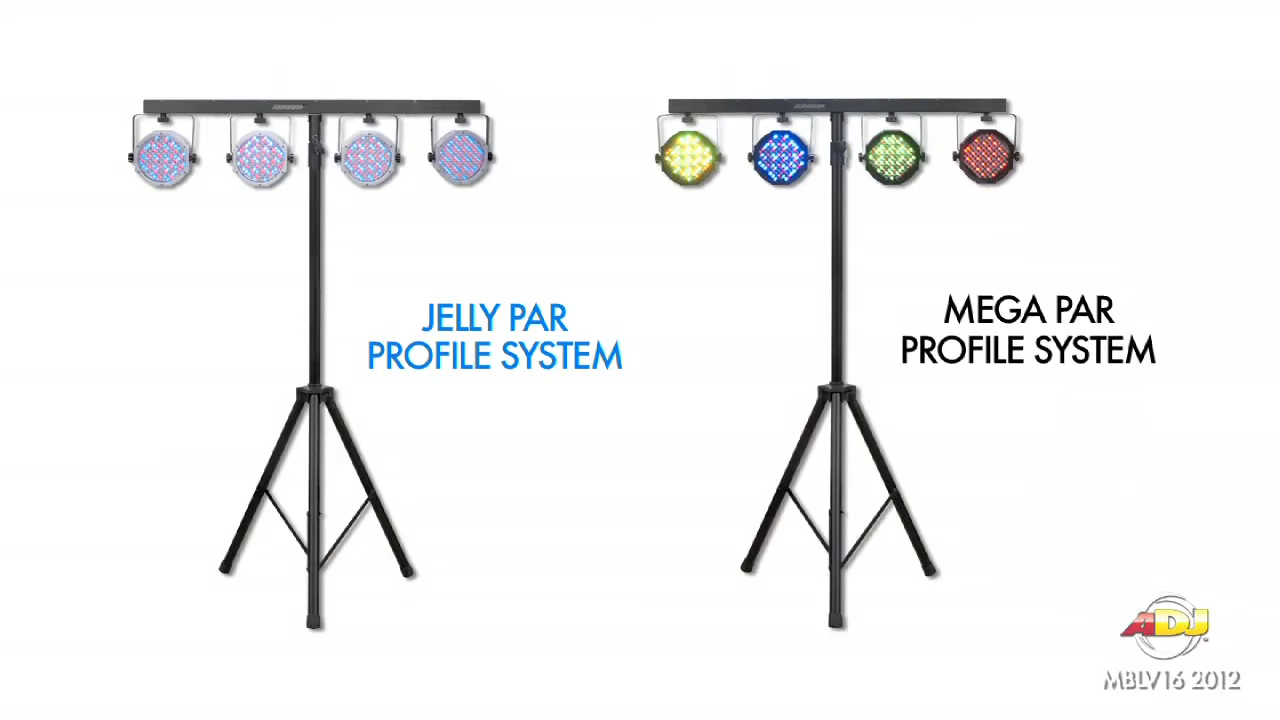 JELLY PAR
PROFILE SYSTEM
MEGA PAR
PROFILE SYSTEM
ADJ
MBLV16 2012